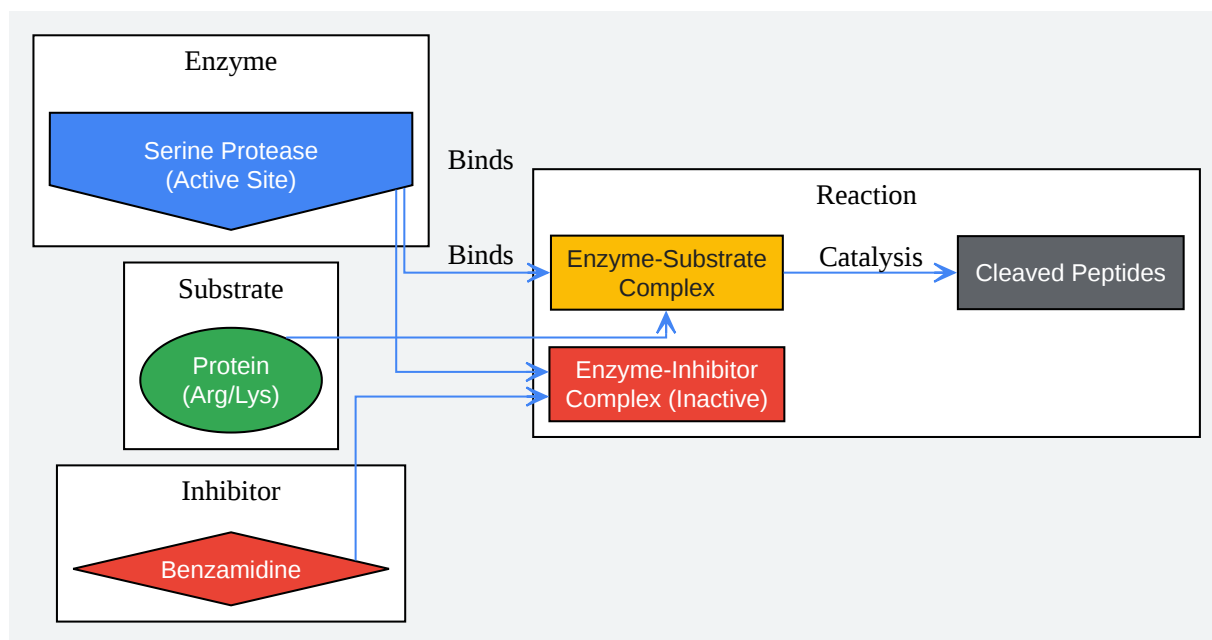 Enzyme
Serine Protease
(Active Site)
Binds
Reaction
Binds
Enzyme-Substrate
Complex
Catalysis
Cleaved Peptides
Substrate
Protein
(Arg/Lys)
Enzyme-Inhibitor
Complex (Inactive)
Inhibitor
Benzamidine